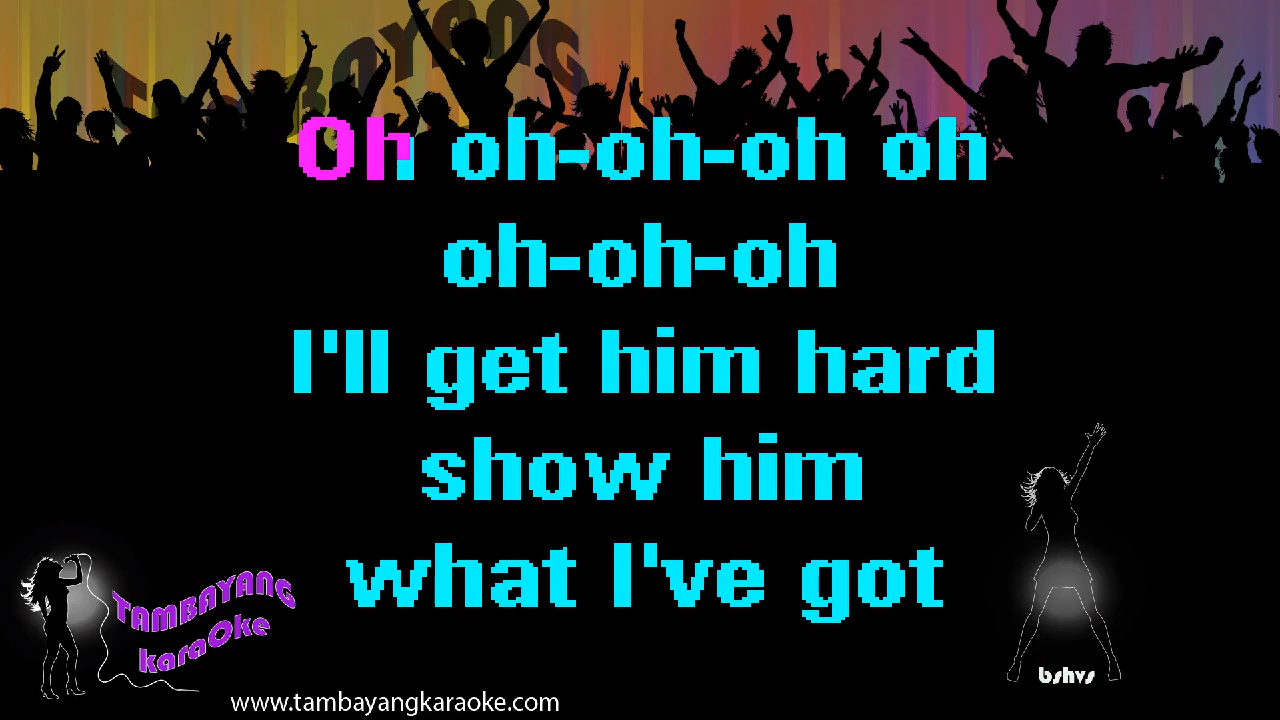 TAMBAYANG
Oh oh-oh-oh oh
oh-oh-oh
I'll get him hard
show him
what I've got
TAMBAYANG
karaOke
bshvs
www.tambayangkaraoke.com